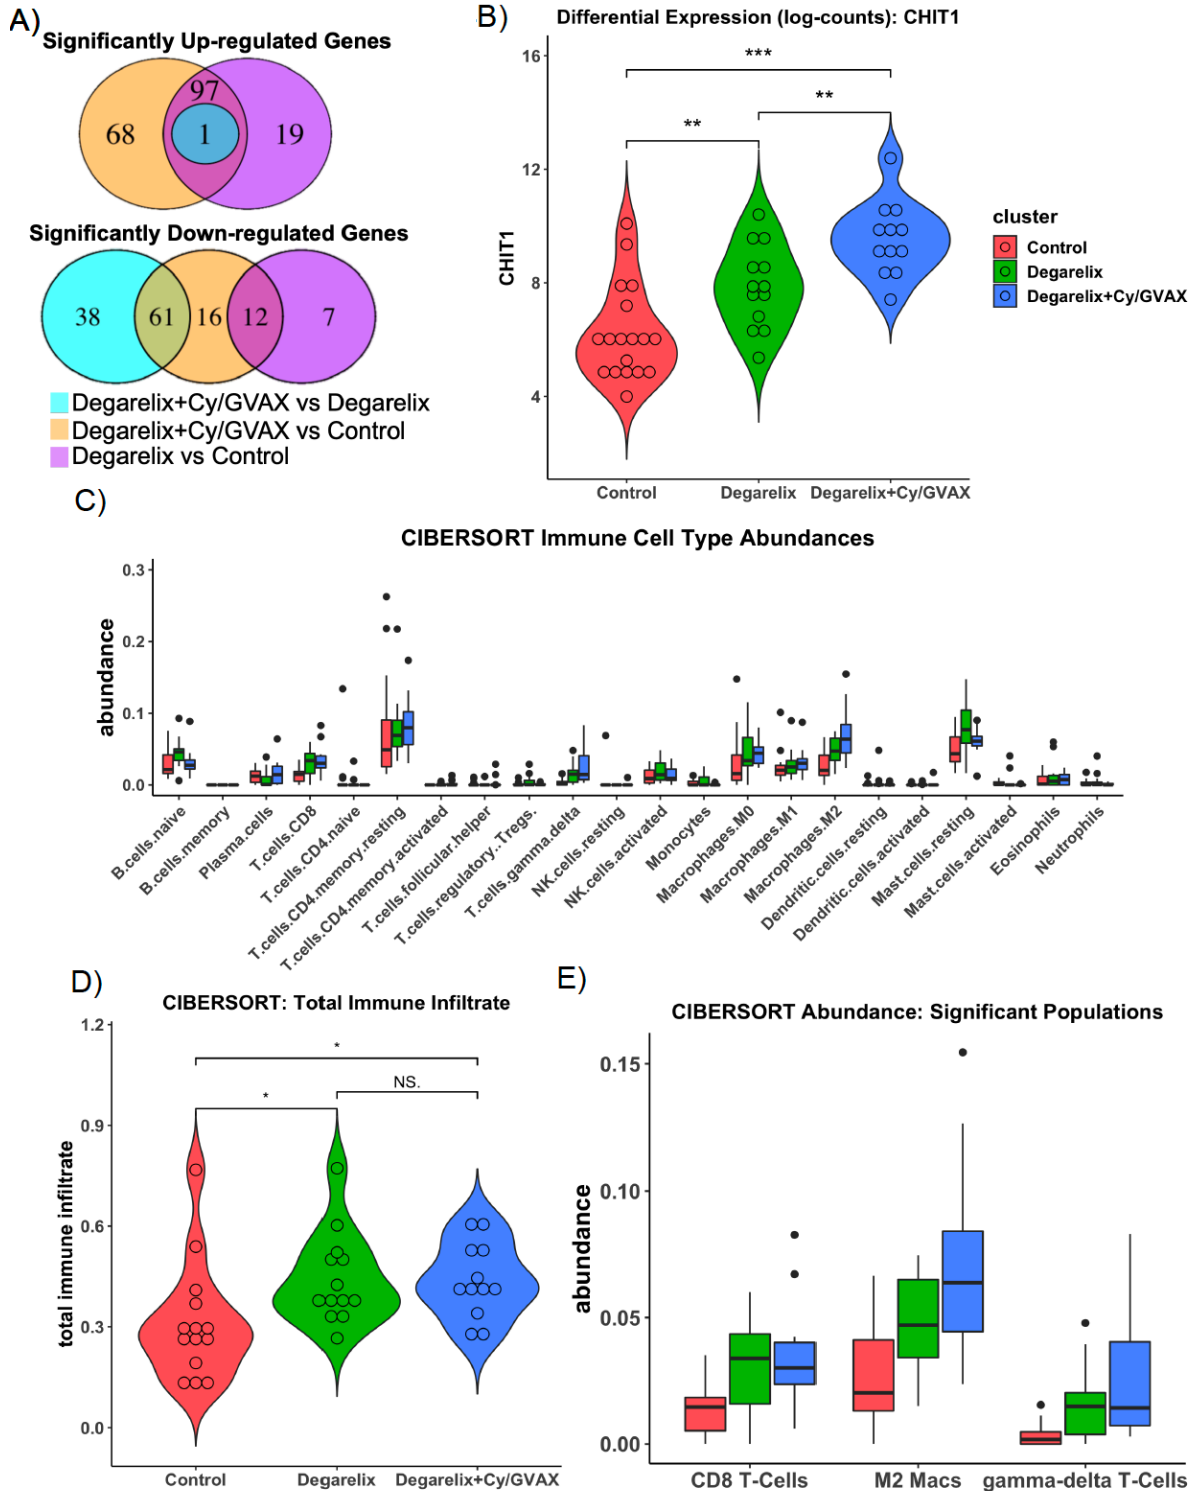 A)
Significantly Up-regulated Genes
68
97
1
19
Significantly Down-regulated Genes
38
61
16
12
7
Degarelix+Cy/GVAX vs Degarelix
Degarelix+Cy/GVAX vs Control
Degarelix vs Control
B)
Differential Expression (log-counts): CHIT1
CHIT1
16
12
8
4
***
**
**
Control
Degarelix
Degarelix+Cy/GVAX
cluster
Control
Degarelix
Degarelix+Cy/GVAX
C)
CIBERSORT Immune Cell Type Abundances
abundance
0.3
0.2
0.1
0.0
B.cells.naive
B.cells.memory
Plasma.cells
T.cells.CD8
T.cells.CD4.naive
T.cells.CD4.memory.resting
T.cells.CD4.memory.activated
T.cells.follicular.helper
T.cells.regulatory..Tregs.
T.cells.gamma.delta
NK.cells.resting
NK.cells.activated
Monocytes
Macrophages.M0
Macrophages.M1
Macrophages.M2
Dendritic.cells.resting
Dendritic.cells.activated
Mast.cells.resting
Mast.cells.activated
Eosinophils
Neutrophils
D)
CIBERSORT: Total Immune Infiltrate
total immune infiltrate
1.2
0.9
0.6
0.3
0.0
*
NS.
*
Control
Degarelix
Degarelix+Cy/GVAX
E)
CIBERSORT Abundance: Significant Populations
abundance
0.15
0.10
0.05
0.00
CD8 T-Cells
M2 Macs
gamma-delta T-Cells